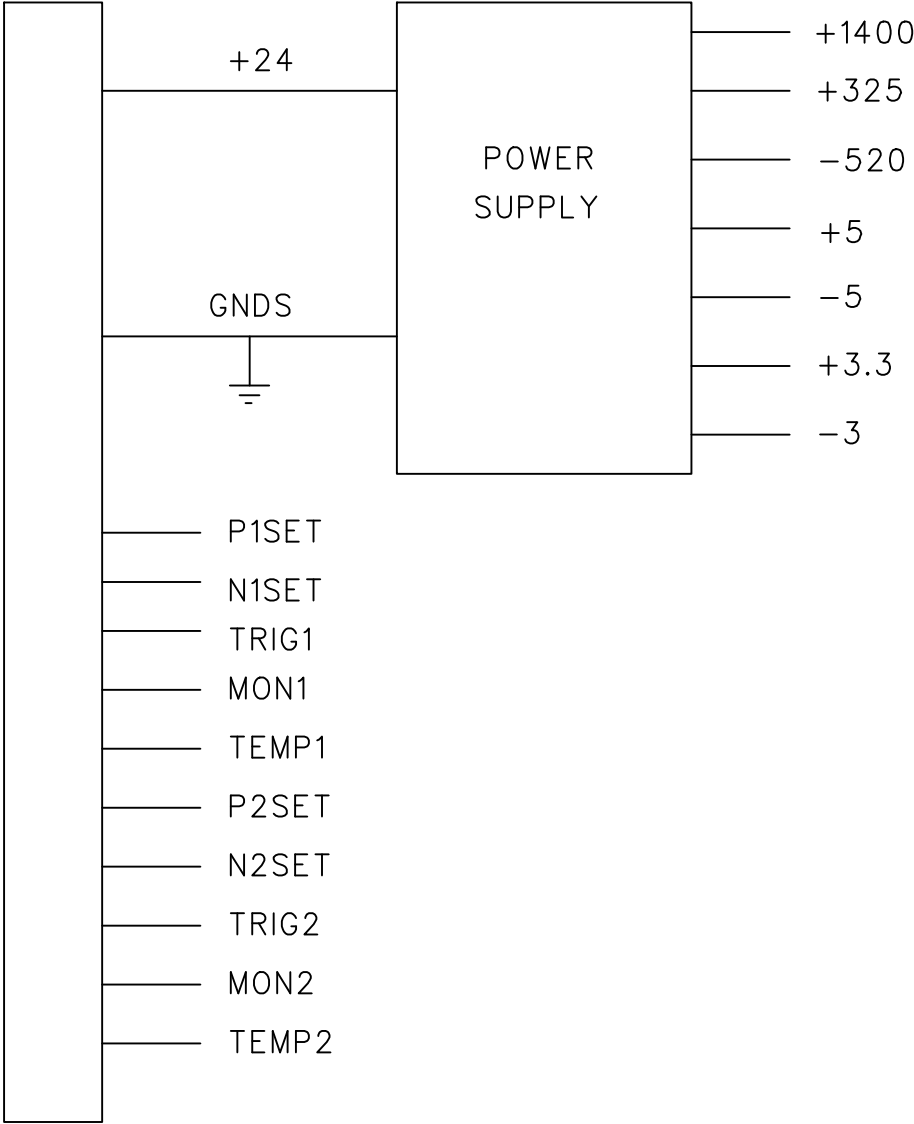 +24
POWER
SUPPLY
GNDS
+1400
+325
-520
+5
-5
+3.3
-3
P1SET
N1SET
TRIG1
MON1
TEMP1
P2SET
N2SET
TRIG2
MON2
TEMP2